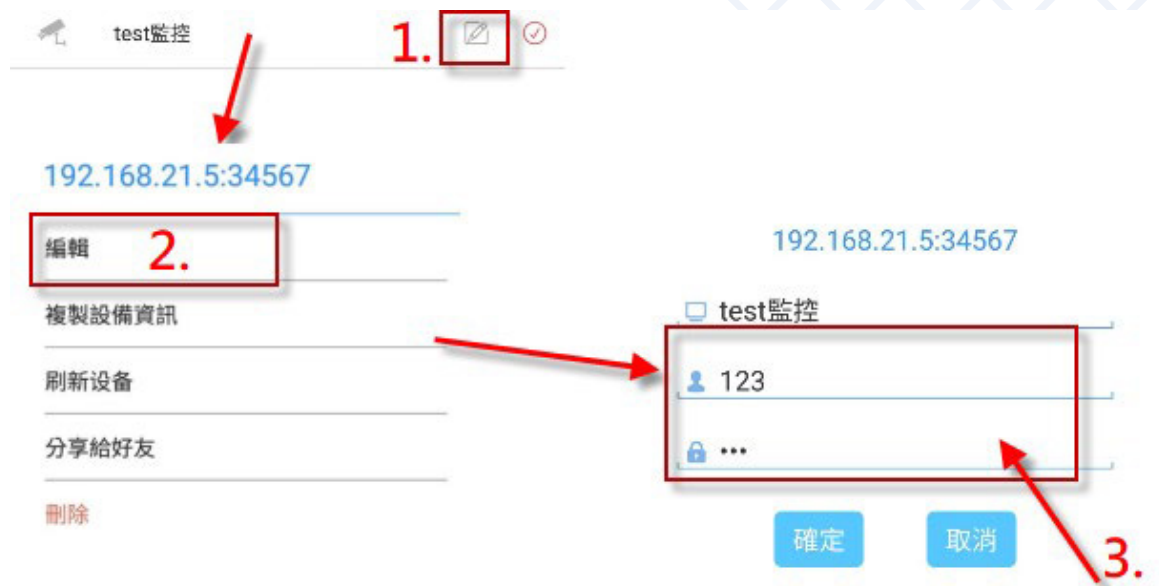 test監控
1.
192.168.21.5:34567
編輯
2.
複製設備資訊
刷新设备
分享給好友
刪除
192.168.21.5:34567
test監控
123
•••
確定
取消
3.